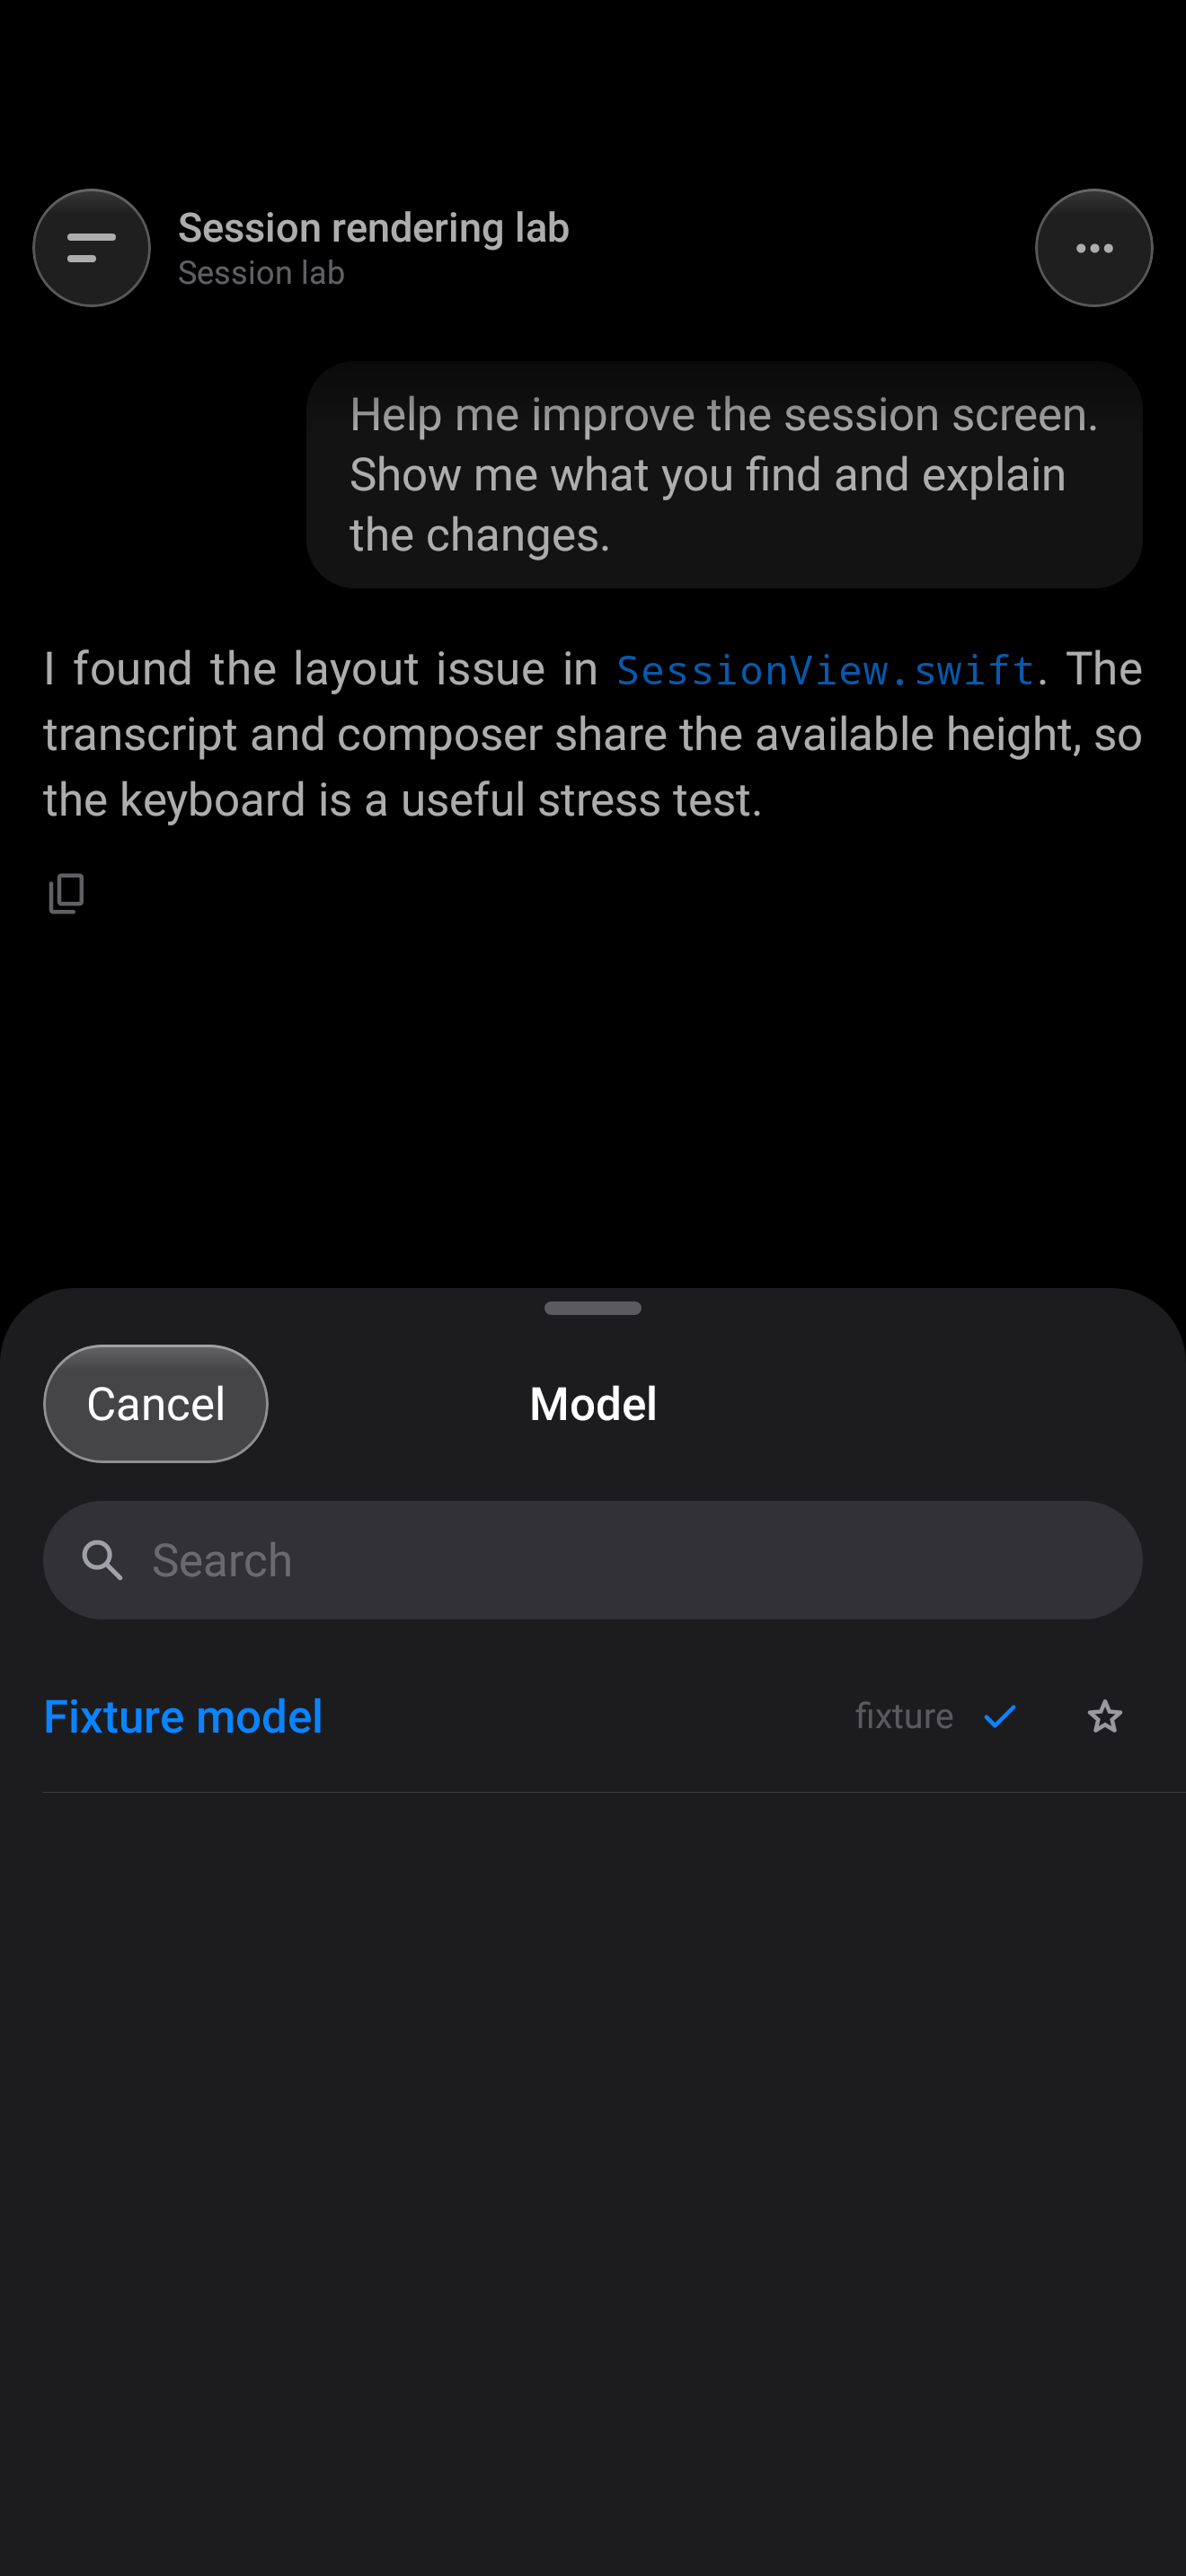 Session rendering lab
Session lab
Help me improve the session screen.
Show me what you find and explain
the changes.
I found the layout issue in SessionView.swift. The
transcript and composer share the available height, so
the keyboard is a useful stress test.
Cancel
Model
Search
Fixture model
fixture